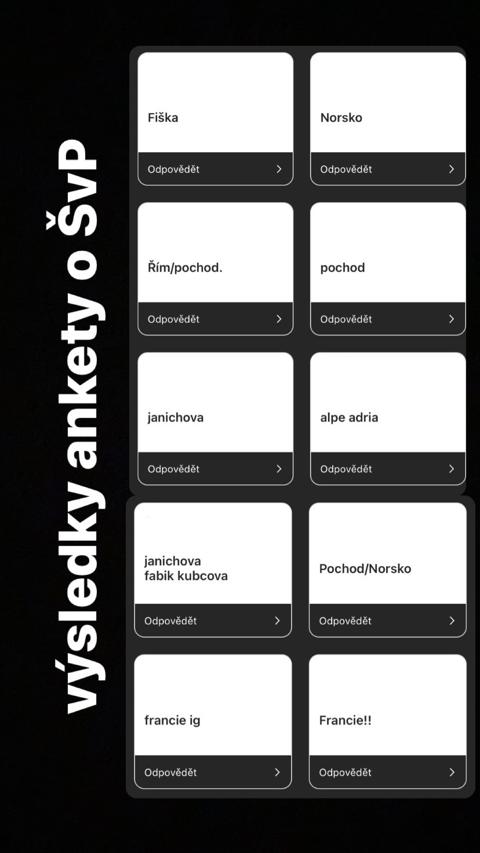 výsledky ankety o ŠvP
Fiška
Odpovědět
Norsko
Odpovědět
Řím/pochod.
Odpovědět
pochod
Odpovědět
janichova
Odpovědět
alpe adria
Odpovědět
janichova
fabik kubcova
Odpovědět
Pochod/Norsko
Odpovědět
francie ig
Odpovědět
Francie!!
Odpovědět